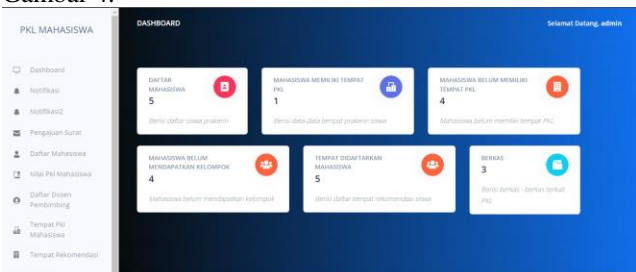 Gambar 4.
PKL MAHASISWA
DASHBOARD
Selamat Datang, admin
Dashboard
Notifikasi
Notifikasi2
Pengajuan Surat
Daftar Mahasiswa
Nilai Pkl Mahasiswa
Daftar Dosen
Pembimbing
Tempat Pkl
Mahasiswa
Tempat Rekomendasi
DAFTAR
MAHASISWA
5
Berisi daftar siswa prakerin
MAHASISWA MEMILIKI TEMPAT
PKL
1
Berisi data-data tempat prakerin siswa
MAHASISWA BELUM MEMILIKI
TEMPAT PKL
4
Mahasiswa belum memiliki tempat PKL
MAHASISWA BELUM
MENDAPATKAN KELOMPOK
4
Mahasiswa belum mendapatkan kelompok
TEMPAT DIDAFTARKAN
MAHASISWA
5
Berisi daftar tempat rekomendasi siswa
BERKAS
3
Berisi berkas - berkas terkait
PKL